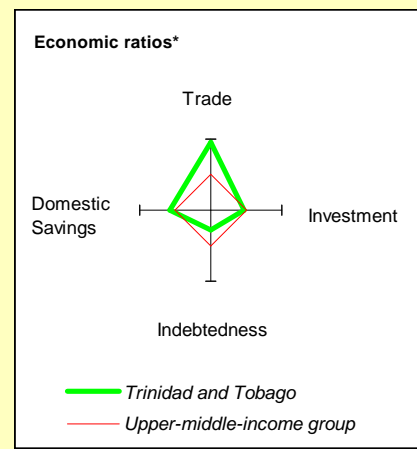 Economic ratios*
Trade
Domestic
Savings
Investment
Indebtedness
Trinidad and Tobago
Upper-middle-income group